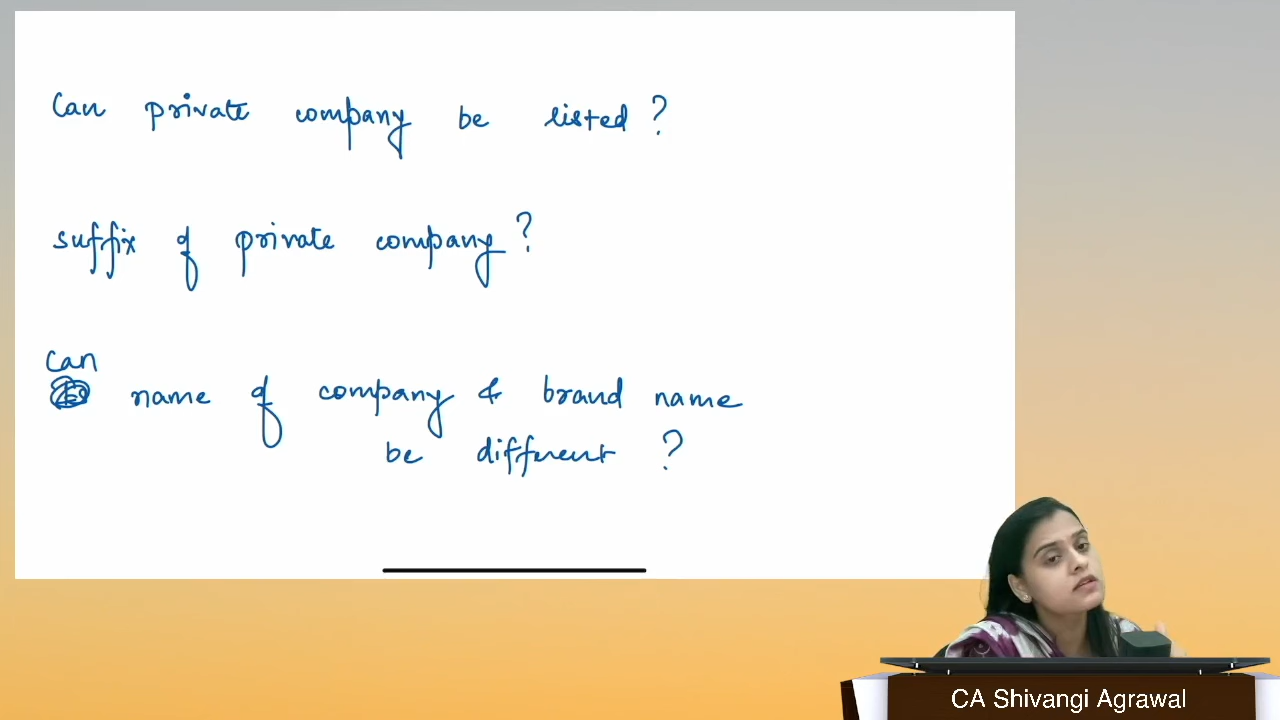 Can private company be listed?
suffix of private company?
Can
name of company & brand name
be different?
CA Shivangi Agrawal